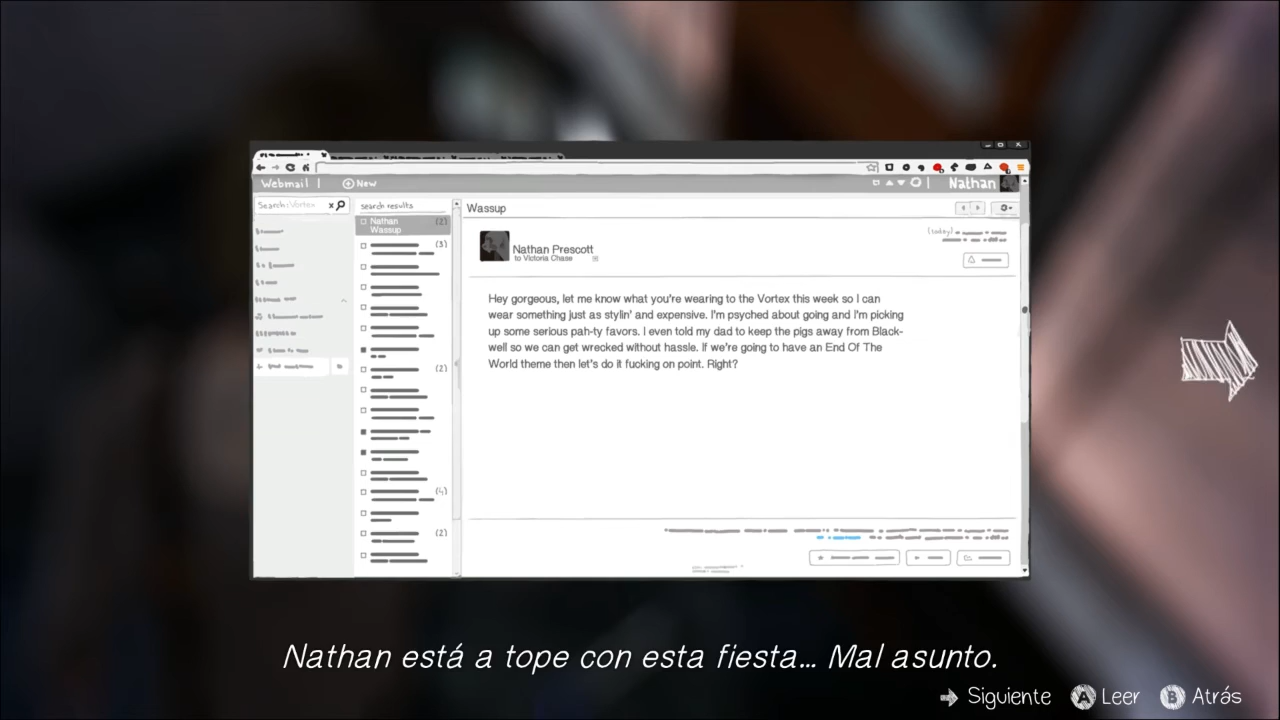 Webmail |
New
Nathan
Search: Vortex x
search results
Nathan (2)
Wassup
(3)
(2)
(4)
(2)
Wassup
Nathan Prescott
to Victoria Chase
(today)
Hey gorgeous, let me know what you're wearing to the Vortex this week so I can
wear something just as stylin' and expensive. I'm psyched about going and I'm picking
up some serious pah-ty favors. I even told my dad to keep the pigs away from Black-
well so we can get wrecked without hassle. If we're going to have an End Of The
World theme then let's do it fucking on point. Right?
Nathan está a tope con esta fiesta... Mal asunto.
Siguiente A Leer B Atrás